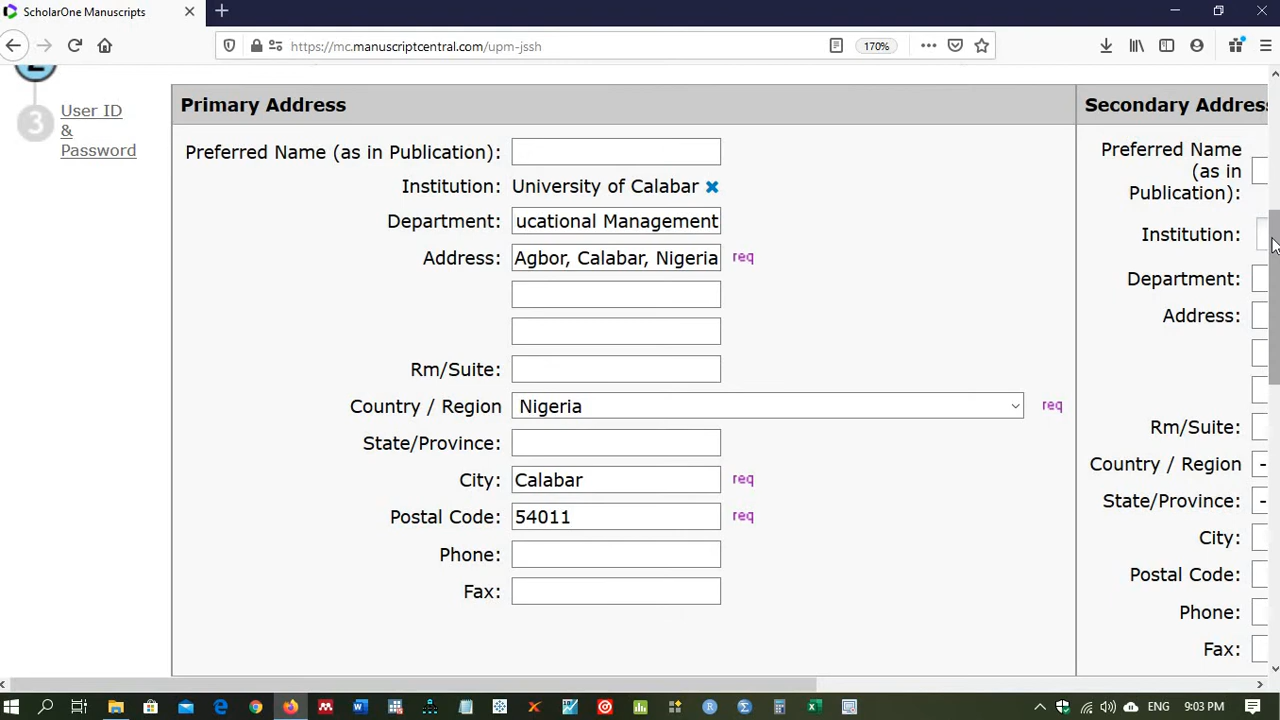 ScholarOne Manuscripts
https://mc.manuscriptcentral.com/upm-jssh
170%
2
3
User ID
&
Password
Primary Address
Preferred Name (as in Publication):
Institution: University of Calabar
Department: ucational Management
Address: Agbor, Calabar, Nigeria req
Rm/Suite:
Country / Region Nigeria req
State/Province:
City: Calabar req
Postal Code: 54011 req
Phone:
Fax:
Secondary Address
Preferred Name
(as in
Publication):
Institution:
Department:
Address:
Rm/Suite:
Country / Region -
State/Province: -
City:
Postal Code:
Phone:
Fax:
ENG 9:03 PM